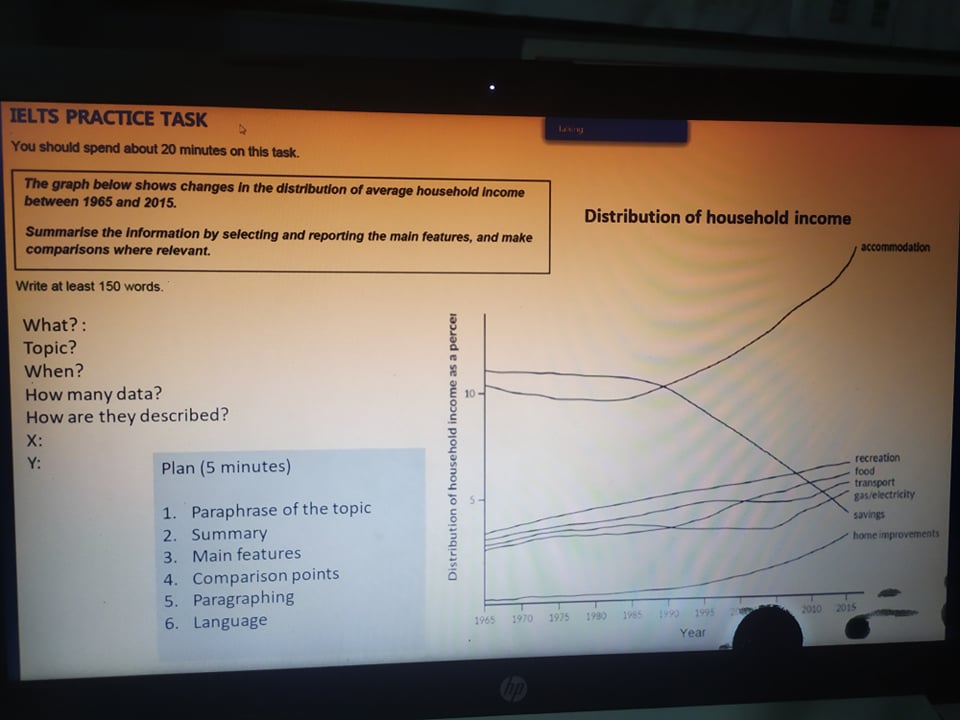 IELTS PRACTICE TASK
You should spend about 20 minutes on this task.
The graph below shows changes in the distribution of average household income
between 1965 and 2015.
Summarise the information by selecting and reporting the main features, and make
comparisons where relevant.
Write at least 150 words.
What? :
Topic?
When?
How many data?
How are they described?
X:
Y:
Plan (5 minutes)
1. Paraphrase of the topic
2. Summary
3. Main features
4. Comparison points
5. Paragraphing
6. Language
Distribution of household income
accommodation
Distribution of household income as a
10
5
recreation
food
transport
gas/electricity
savings
home improvements
1965 1970 1975 1980 1985 1990 1995 2010 2015
Year
hp